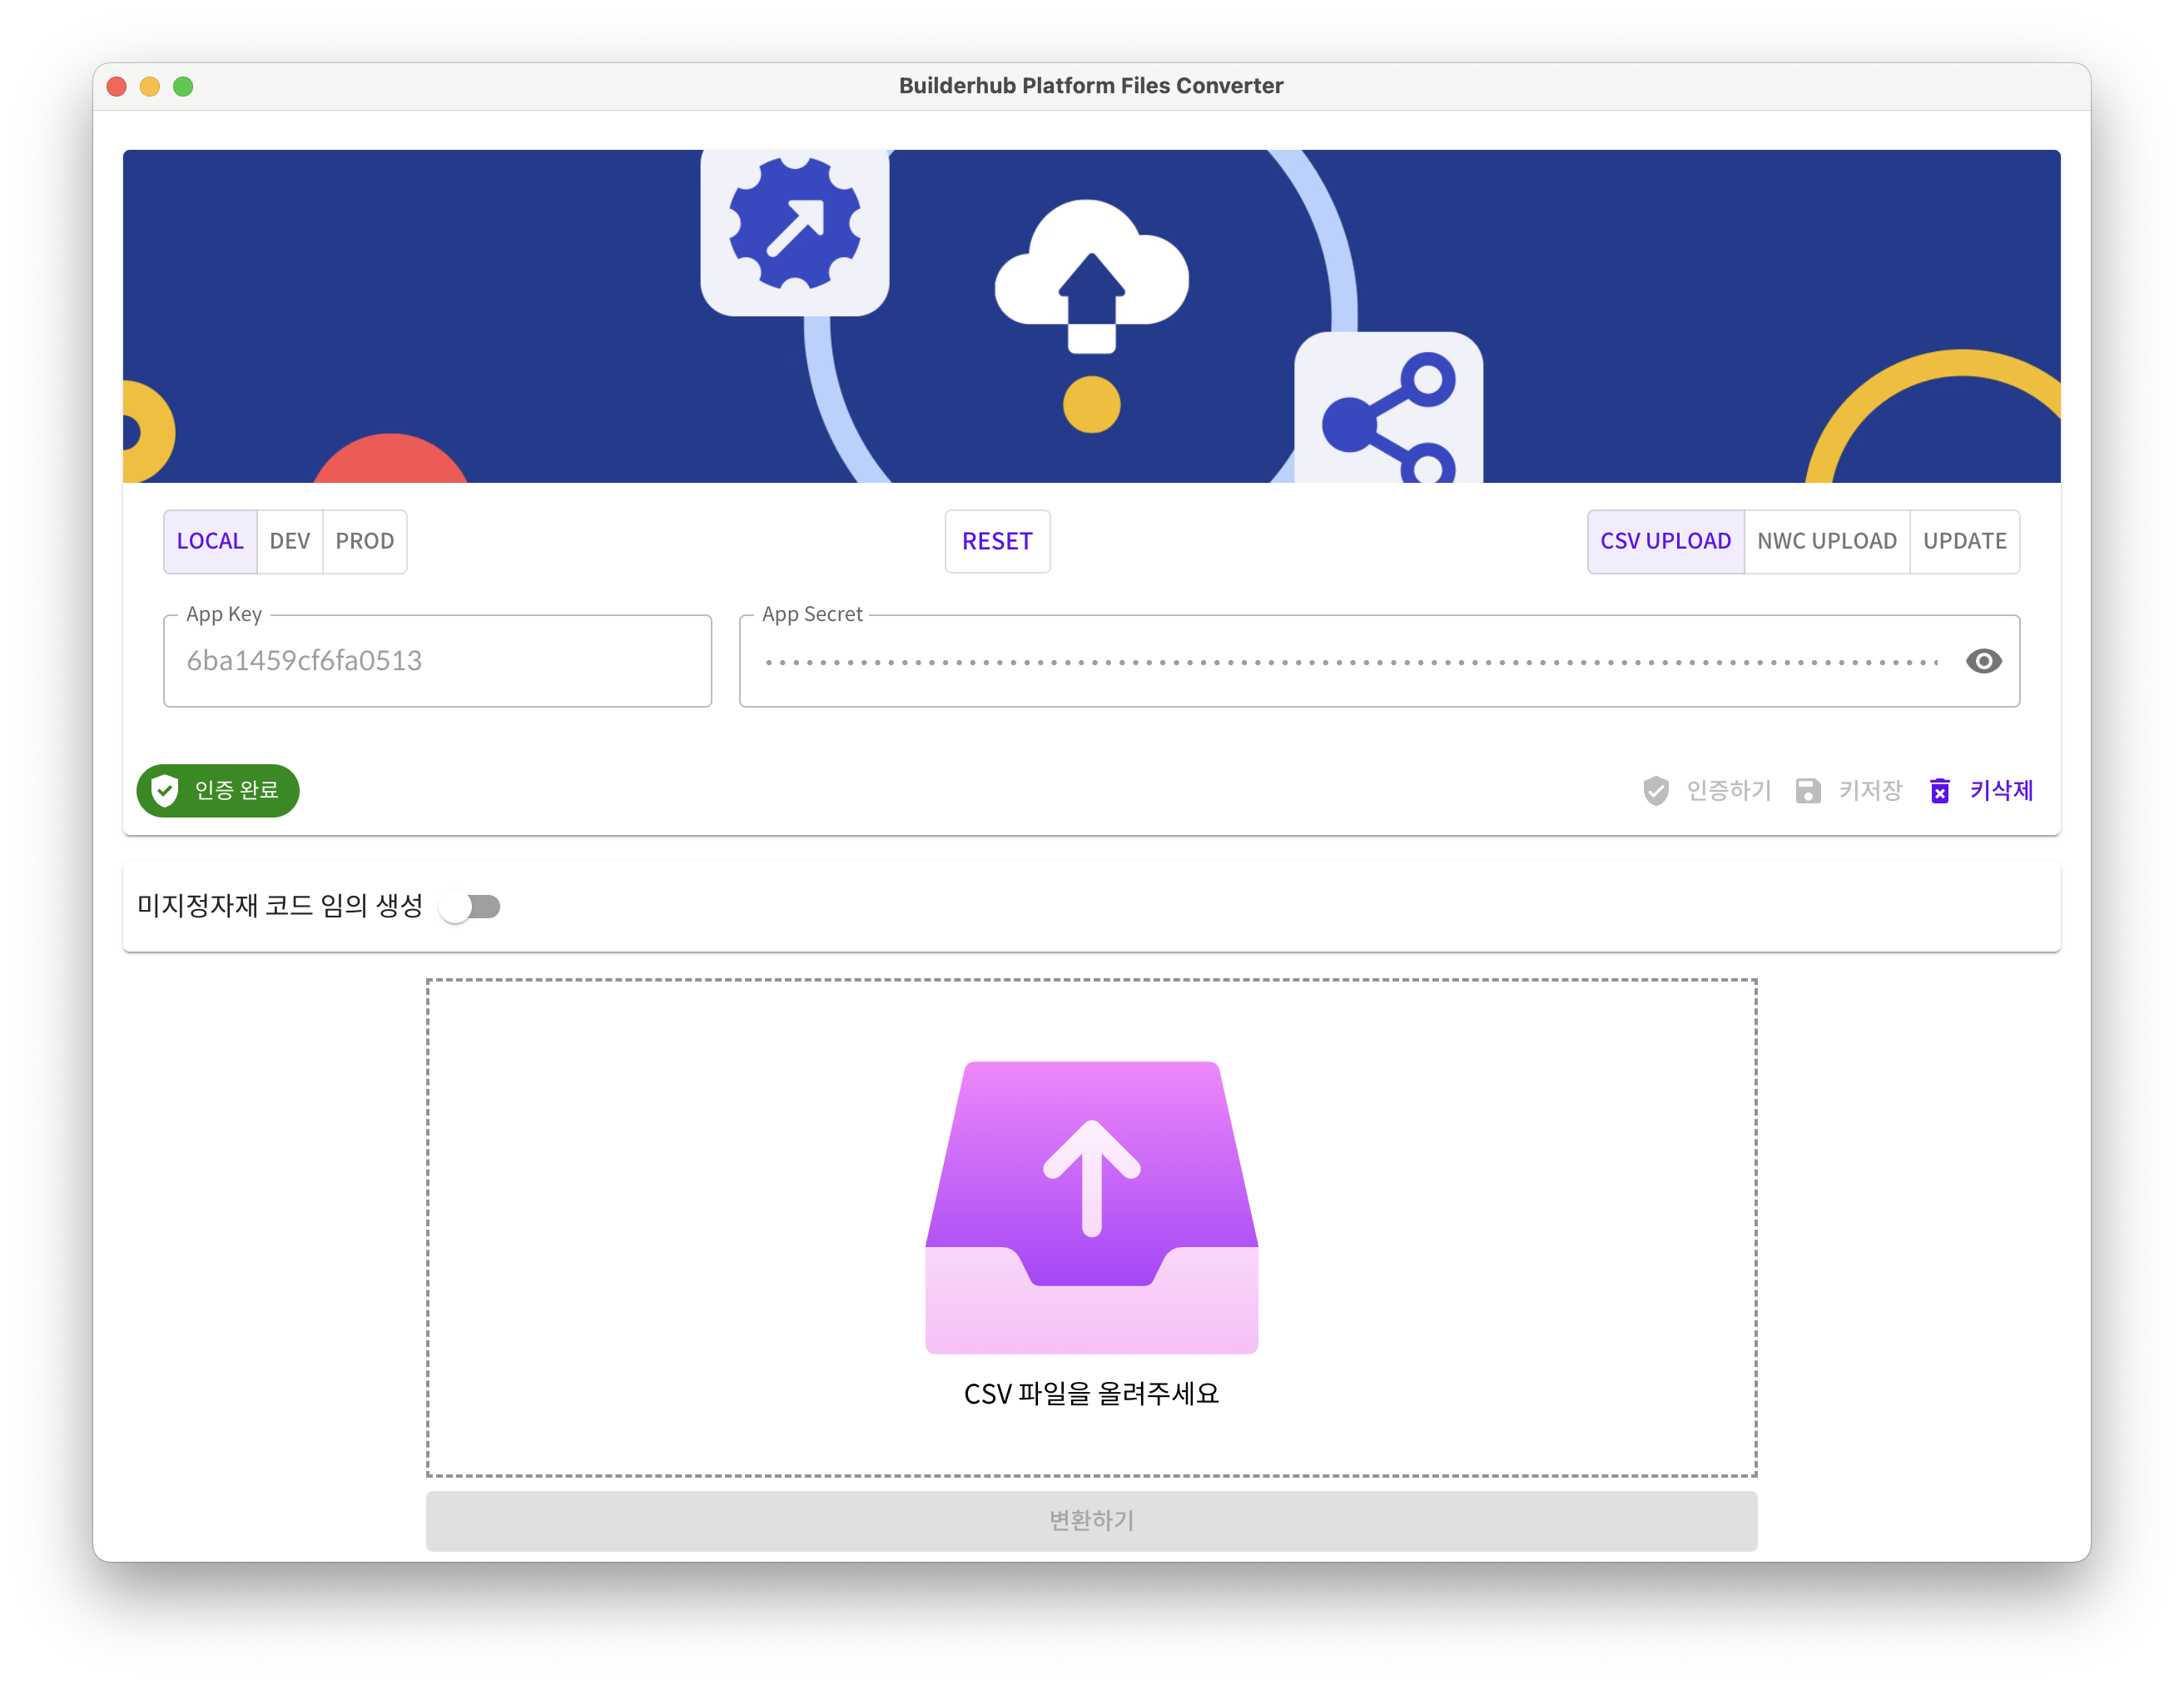 Builderhub Platform Files Converter
LOCAL DEV PROD RESET CSV UPLOAD NWC UPLOAD UPDATE
App Key App Secret
6ba1459cf6fa0513
인증 완료 인증하기 키저장 키삭제
미지정자재 코드 임의 생성
CSV 파일을 올려주세요
변환하기